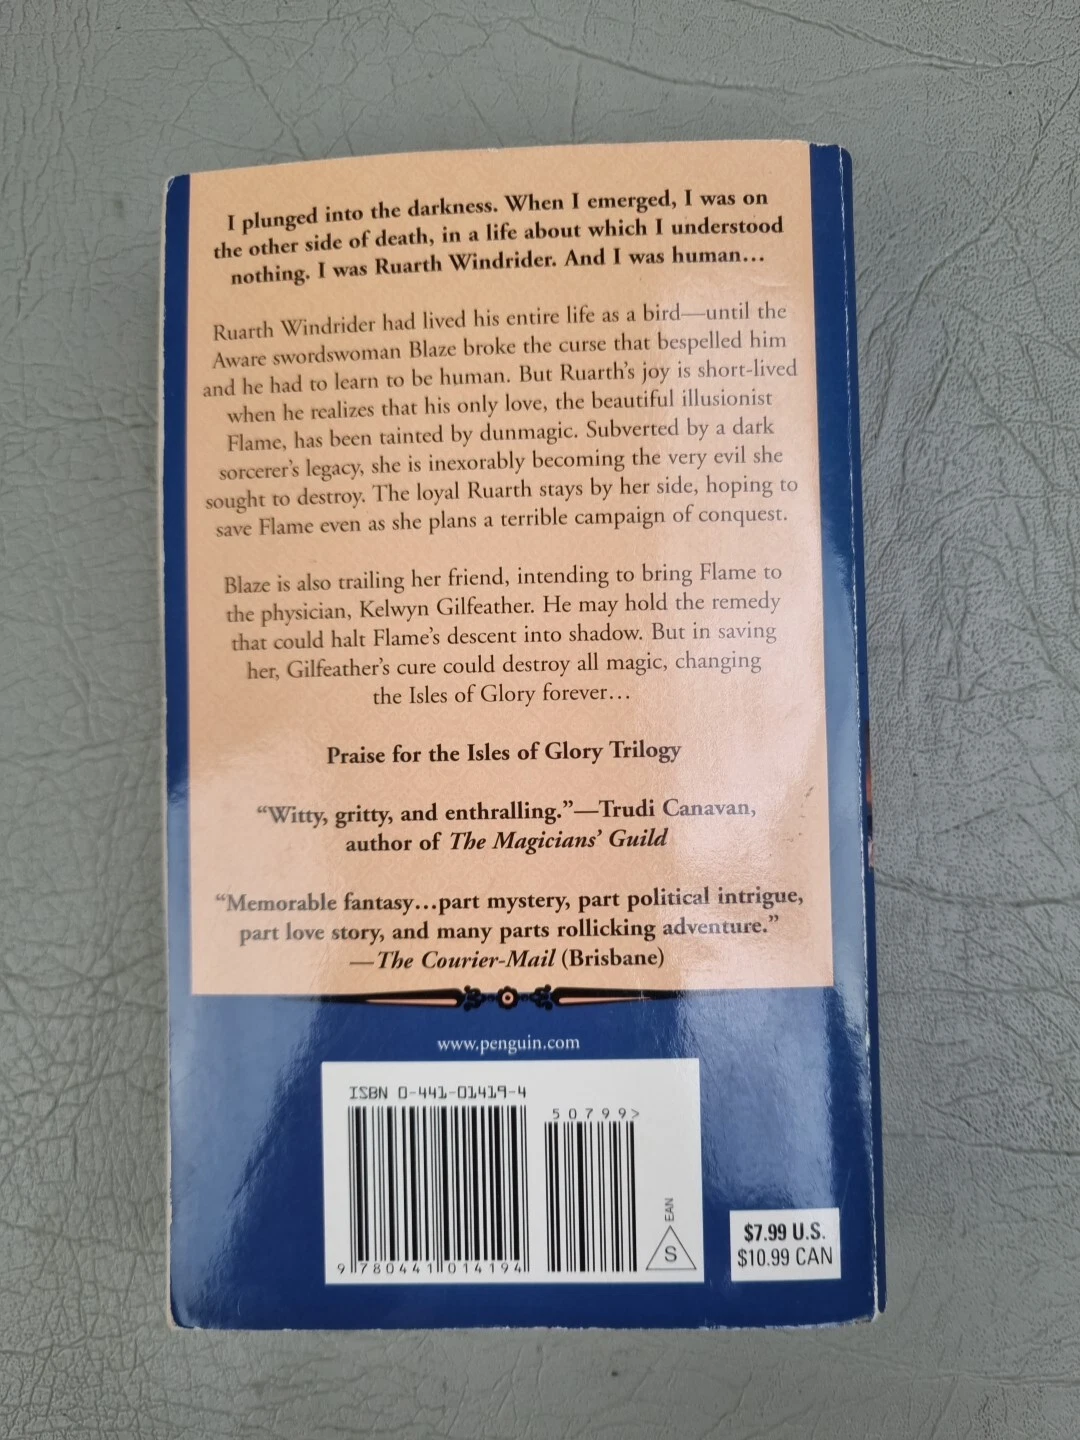 I plunged into the darkness. When I emerged, I was on
the other side of death, in a life about which I understood
nothing. I was Ruarth Windrider. And I was human...
Ruarth Windrider had lived his entire life as a bird—until the
Aware swordswoman Blaze broke the curse that bespelled him
and he had to learn to be human. But Ruarth's joy is short-lived
when he realizes that his only love, the beautiful illusionist
Flame, has been tainted by dunmagic. Subverted by a dark
sorcerer's legacy, she is inexorably becoming the very evil she
sought to destroy. The loyal Ruarth stays by her side, hoping to
save Flame even as she plans a terrible campaign of conquest.
Blaze is also trailing her friend, intending to bring Flame to
the physician, Kelwyn Gilfeather. He may hold the remedy
that could halt Flame's descent into shadow. But in saving
her, Gilfeather's cure could destroy all magic, changing
the Isles of Glory forever...
Praise for the Isles of Glory Trilogy
“Witty, gritty, and enthralling.”—Trudi Canavan,
author of The Magicians' Guild
“Memorable fantasy...part mystery, part political intrigue,
part love story, and many parts rollicking adventure.”
—The Courier-Mail (Brisbane)
www.penguin.com
ISBN 0-441-01419-4
50799>
9 780441 014194
EAN
S
$7.99 U.S.
$10.99 CAN